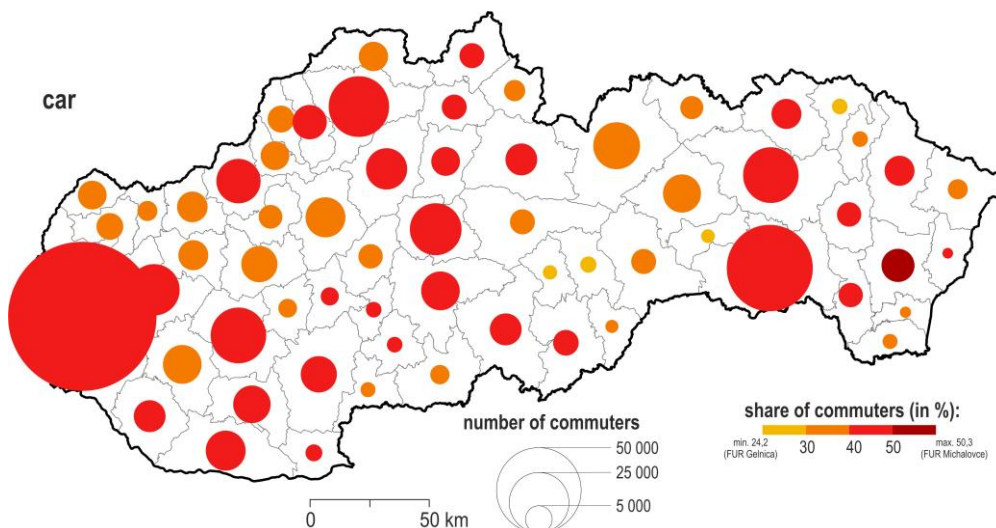 car
number of commuters
50 000
25 000
5 000
share of commuters (in %):
min. 24,2
(FUR Gelnica)
30
40
50
max. 50,3
(FUR Michalovce)
0
50 km